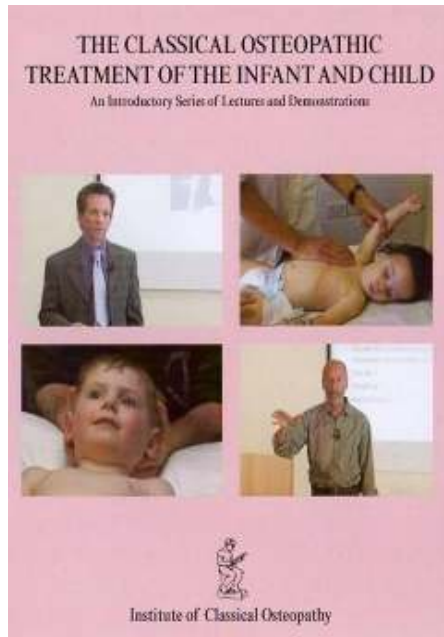 THE CLASSICAL OSTEOPATHIC
TREATMENT OF THE INFANT AND CHILD
An Introductory Series of Lectures and Demonstrations
Institute of Classical Osteopathy